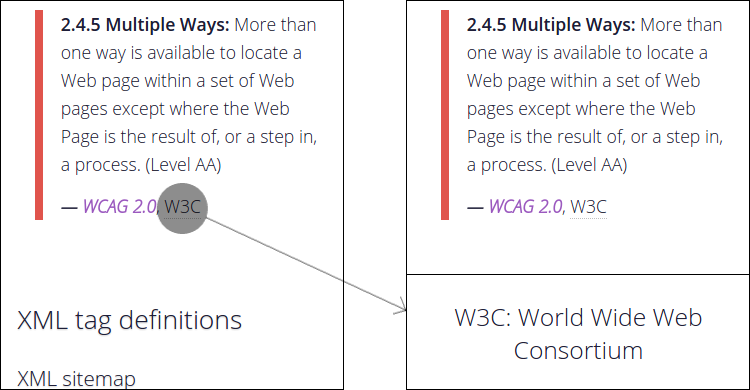 2.4.5 Multiple Ways: More than
one way is available to locate a
Web page within a set of Web
pages except where the Web
Page is the result of, or a step in,
a process. (Level AA)
— WCAG 2.0, W3C
XML tag definitions
XML sitemap
2.4.5 Multiple Ways: More than
one way is available to locate a
Web page within a set of Web
pages except where the Web
Page is the result of, or a step in,
a process. (Level AA)
— WCAG 2.0, W3C
W3C: World Wide Web
Consortium